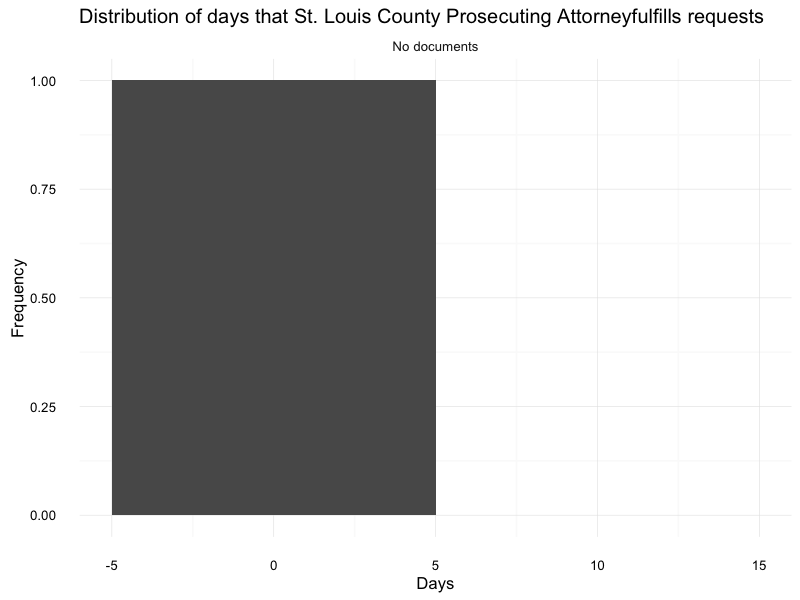 Distribution of days that St. Louis County Prosecuting Attorneyfulfills requests
No documents
1.00
0.75
0.50
0.25
0.00
Frequency
-5 0 5 10 15
Days